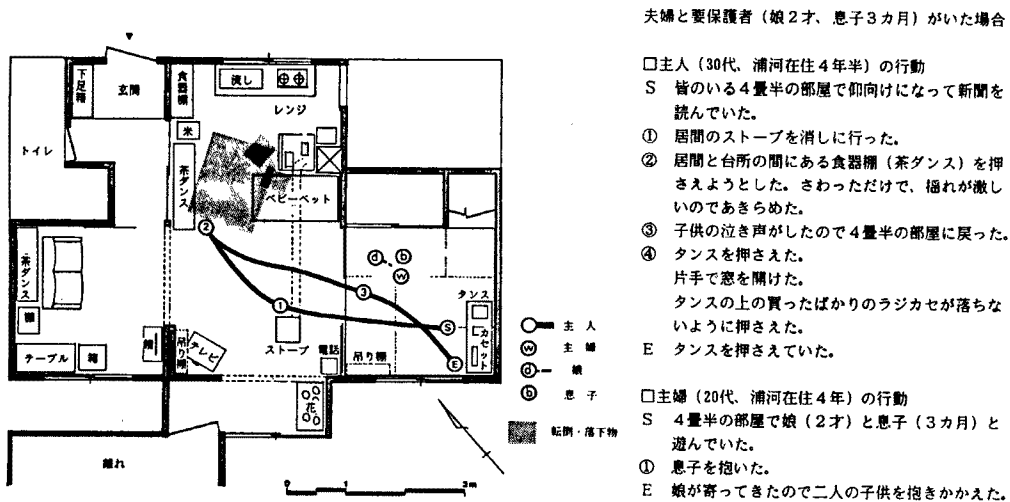 夫婦と要保護者(娘2才、息子3カ月)がいた場合
□主人(30代、浦河在住4年半)の行動
S 皆のいる4畳半の部屋で仰向けになって新聞を
読んでいた。
① 居間のストーブを消しに行った。
② 居間と台所の間にある食器棚(茶ダンス)を押
さえようとした。さわっただけで、揺れが激し
いのであきらめた。
③ 子供の泣き声がしたので4畳半の部屋に戻った。
④ タンスを押さえた。
片手で窓を開けた。
タンスの上の買ったばかりのラジカセが落ちな
いように押さえた。
E タンスを押さえていた。
□主婦(20代、浦河在住4年)の行動
S 4畳半の部屋で娘(2才)と息子(3カ月)と
遊んでいた。
① 息子を抱いた。
E 娘が寄ってきたので二人の子供を抱きかかえた。
下足箱
玄関
食器棚
流し
レンジ
米
トイレ
茶ダンス
ベビーベット
②
ⓓ
ⓑ
ⓦ
茶ダンス
③
タンス
①
Ⓢ
カセット
棚
ストーブ
吊り棚
テレビ
電話
吊り棚
Ⓔ
テーブル
箱
花
離れ
主人
ⓦ 主婦
ⓓ 娘
ⓑ 息子
転倒・落下物
0 1 2m